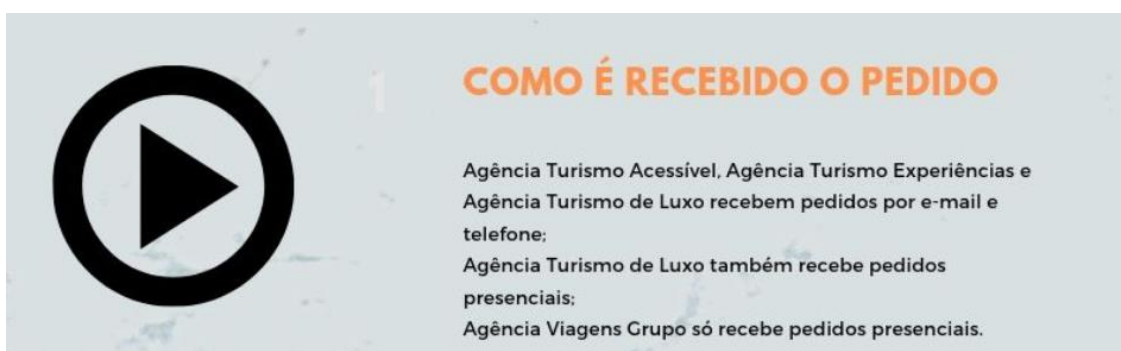 1
COMO É RECEBIDO O PEDIDO
Agência Turismo Acessível, Agência Turismo Experiências e
Agência Turismo de Luxo recebem pedidos por e-mail e
telefone;
Agência Turismo de Luxo também recebe pedidos
presenciais;
Agência Viagens Grupo só recebe pedidos presenciais.